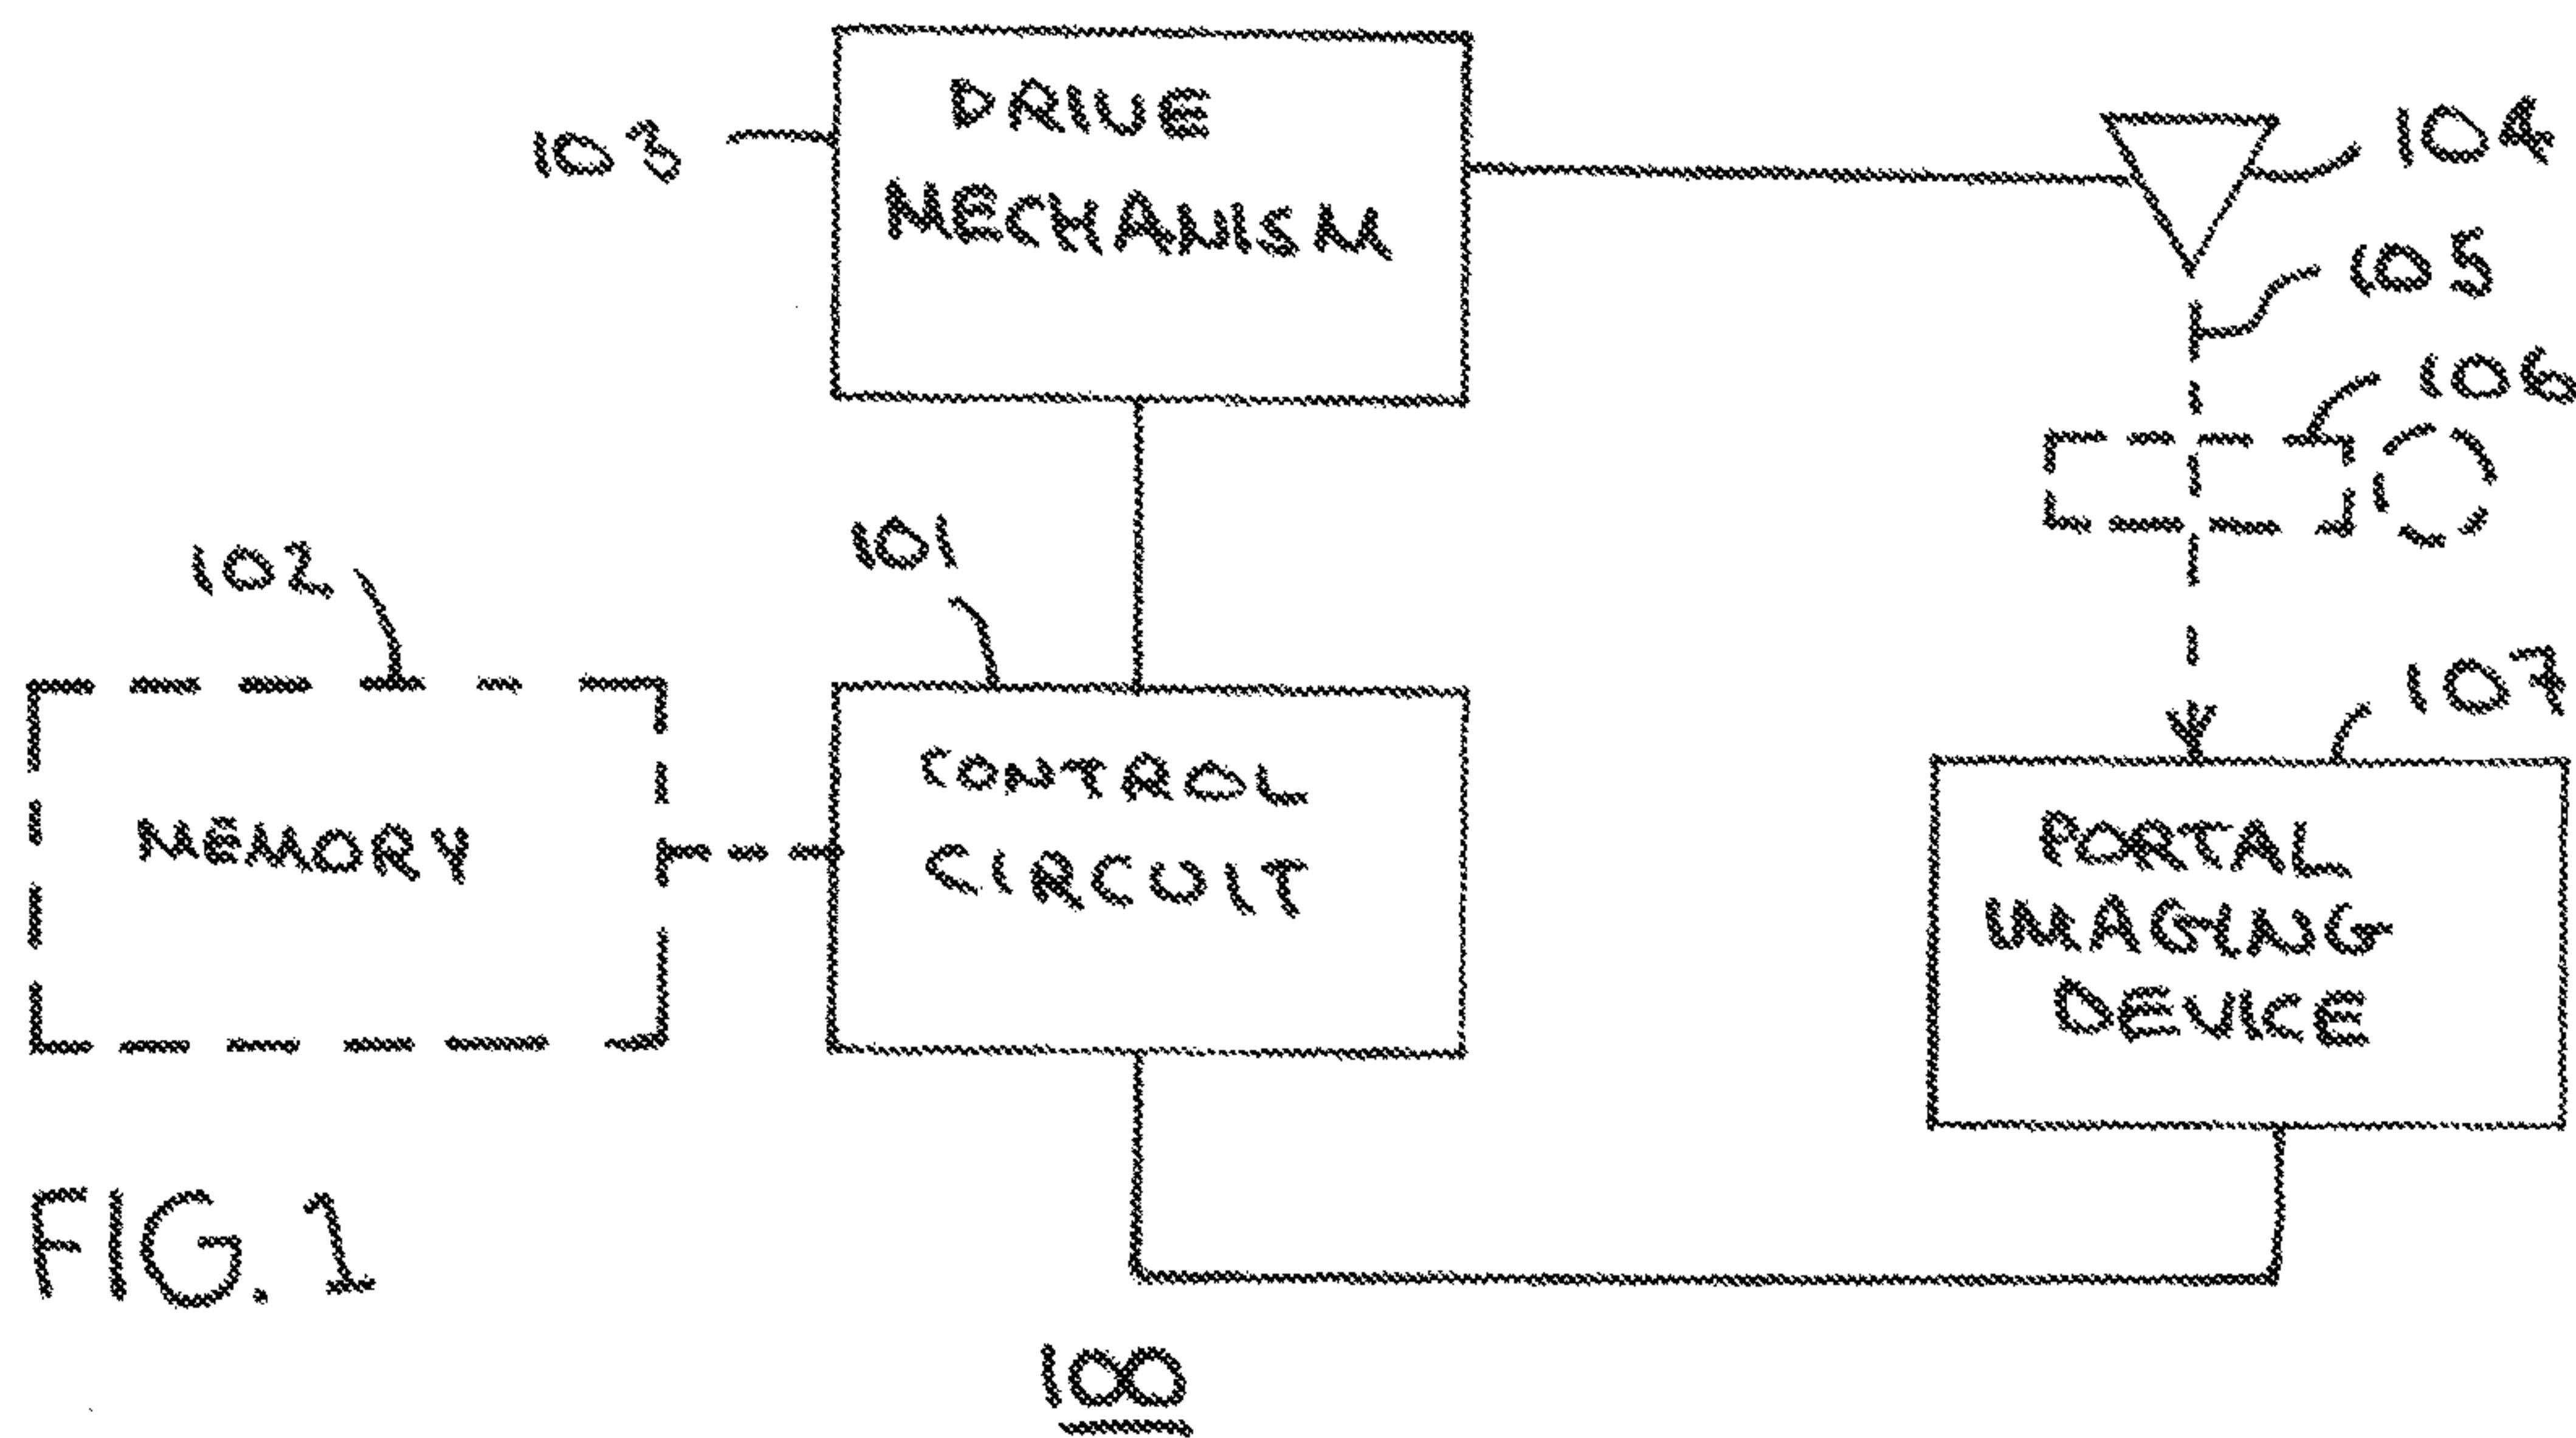 DRIVE
MECHANISM
103
104
105
106
102
101
107
MEMORY
CONTROL
CIRCUIT
PORTAL
IMAGING
DEVICE
FIG. 1
100